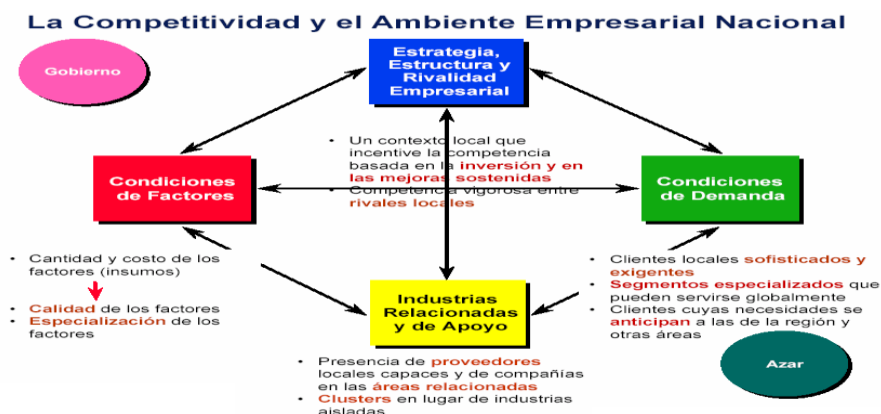 La Competitividad y el Ambiente Empresarial Nacional
Gobierno
Estrategia,
Estructura y
Rivalidad
Empresarial
• Un contexto local que
incentive la competencia
basada en la inversión y en
las mejoras sostenidas
• Competencia vigorosa entre
rivales locales
Condiciones
de Factores
Condiciones
de Demanda
• Cantidad y costo de los
factores (insumos)
• Calidad de los factores
• Especialización de los
factores
• Clientes locales sofisticados y
exigentes
• Segmentos especializados que
pueden servirse globalmente
• Clientes cuyas necesidades se
anticipan a las de la región y
otras áreas
Industrias
Relacionadas
y de Apoyo
• Presencia de proveedores
locales capaces y de compañías
en las áreas relacionadas
• Clusters en lugar de industrias
aisladas
Azar